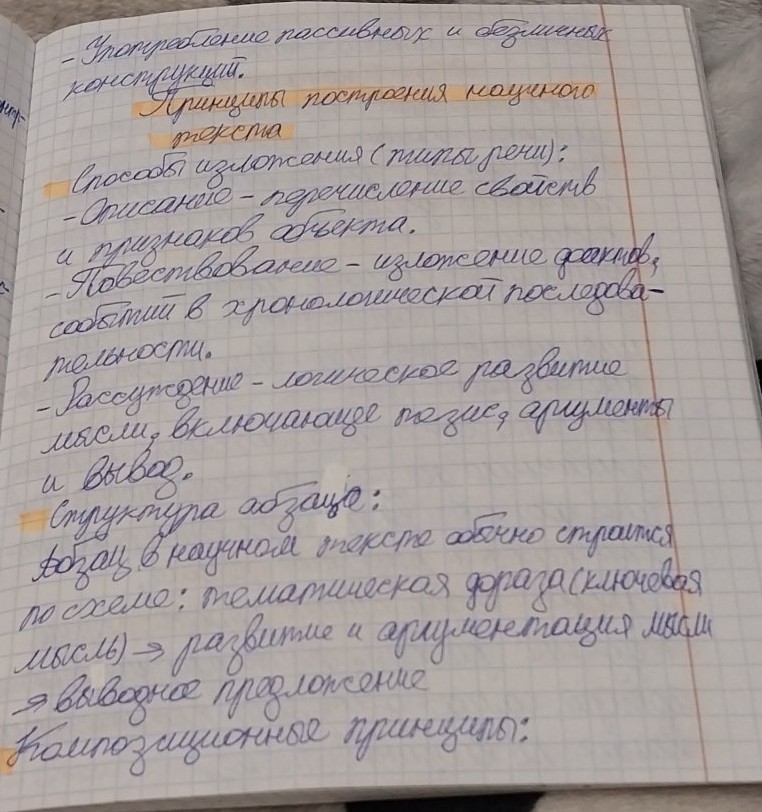 - Употребление пассивных и безличных
конструкций.
Принципы построения научного
текста
Способы изложения (типы речи):
- Описание - перечисление свойств
и признаков объекта.
- Повествование - изложение фактов,
событий в хронологической последова-
тельности.
- Рассуждение - логическое развитие
мысли, включающее тезис, аргументы
и вывод.
Структура абзаца:
Абзац в научном тексте обычно строится
по схеме: тематическая фраза (ключевая
мысль) → развитие и аргументация мысли
→ выводное предложение
Композиционные принципы: